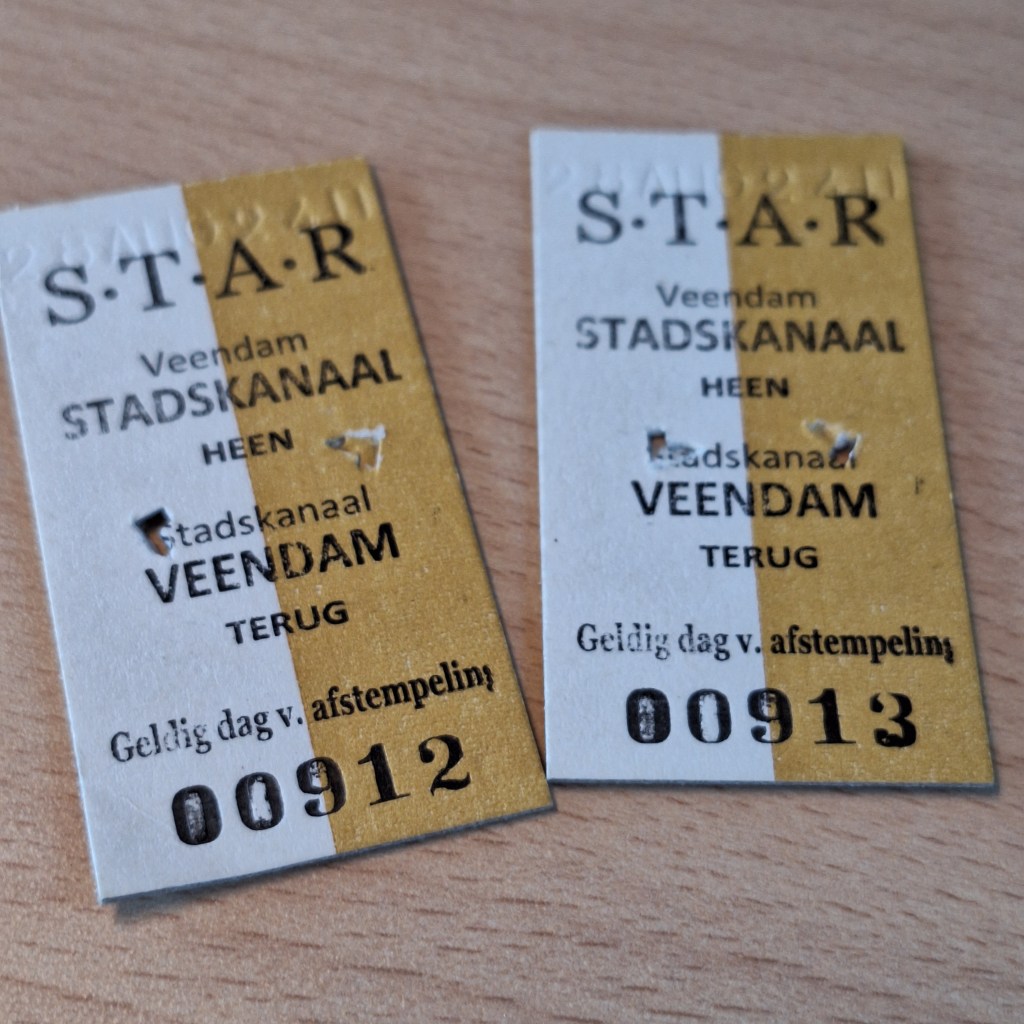 S·T·A·R
Veendam
STADSKANAAL
HEEN
Stadskanaal
VEENDAM
TERUG
Geldig dag v. afstempeling
00912
S·T·A·R
Veendam
STADSKANAAL
HEEN
Stadskanaal
VEENDAM
TERUG
Geldig dag v. afstempeling
00913